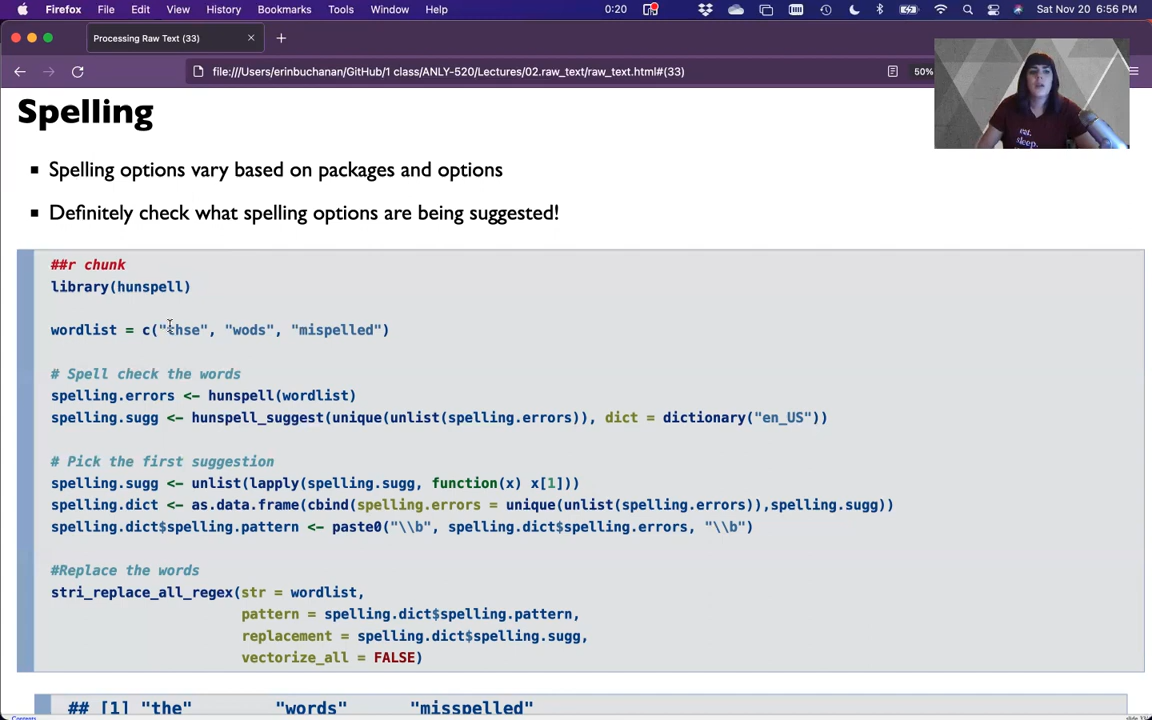 Firefox File Edit View History Bookmarks Tools Window Help 0:20 Sat Nov 20 6:56 PM
Processing Raw Text (33)
file:///Users/erinbuchanan/GitHub/1 class/ANLY-520/Lectures/02.raw_text/raw_text.html#(33) 50%
eat.
sleep.
Spelling
Spelling options vary based on packages and options
Definitely check what spelling options are being suggested!
##r chunk
library(hunspell)
wordlist = c("thse", "wods", "mispelled")
# Spell check the words
spelling.errors <- hunspell(wordlist)
spelling.sugg <- hunspell_suggest(unique(unlist(spelling.errors)), dict = dictionary("en_US"))
# Pick the first suggestion
spelling.sugg <- unlist(lapply(spelling.sugg, function(x) x[1]))
spelling.dict <- as.data.frame(cbind(spelling.errors = unique(unlist(spelling.errors)),spelling.sugg))
spelling.dict$spelling.pattern <- paste0("\\b", spelling.dict$spelling.errors, "\\b")
#Replace the words
stri_replace_all_regex(str = wordlist,
pattern = spelling.dict$spelling.pattern,
replacement = spelling.dict$spelling.sugg,
vectorize_all = FALSE)
## [1] "the" "words" "misspelled"